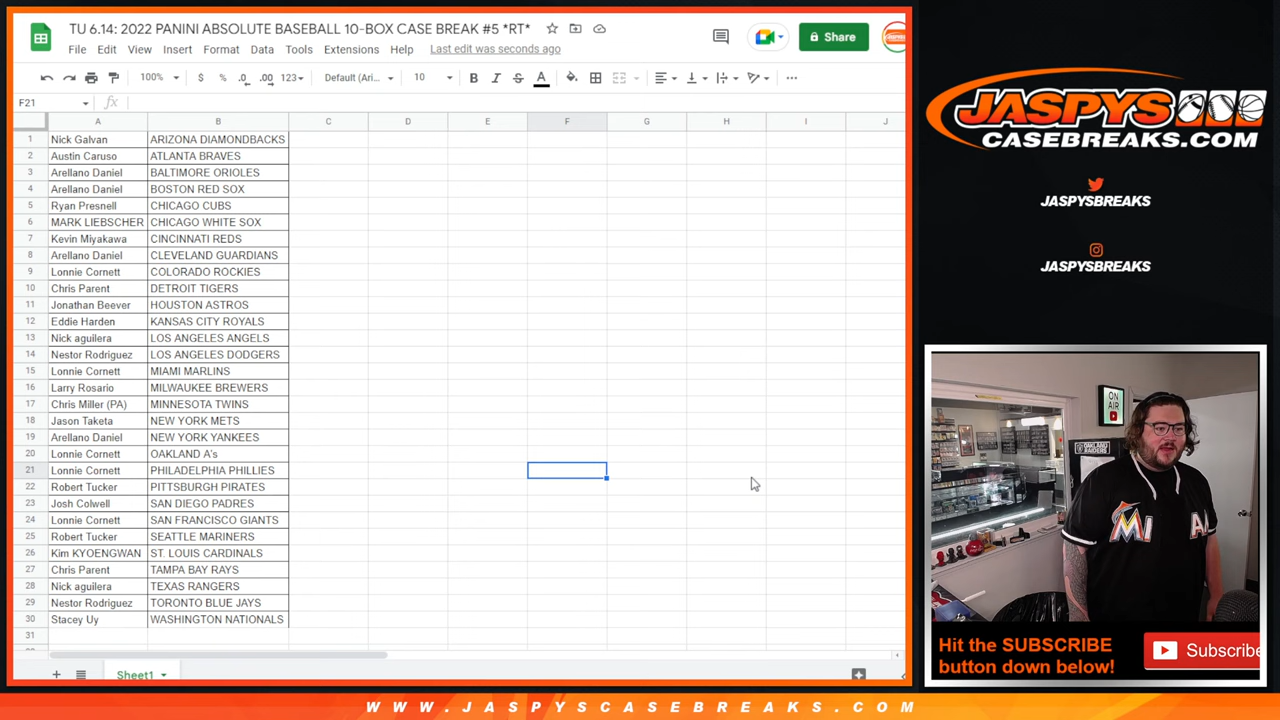 TU 6.14: 2022 PANINI ABSOLUTE BASEBALL 10-BOX CASE BREAK #5 *RT*
File Edit View Insert Format Data Tools Extensions Help Last edit was seconds ago
Share
100% $ % .0 .00 123 Default (Ari... 10 B I S A
F21 fx
A B C D E F G H I J
1 Nick Galvan ARIZONA DIAMONDBACKS
2 Austin Caruso ATLANTA BRAVES
3 Arellano Daniel BALTIMORE ORIOLES
4 Arellano Daniel BOSTON RED SOX
5 Ryan Presnell CHICAGO CUBS
6 MARK LIEBSCHER CHICAGO WHITE SOX
7 Kevin Miyakawa CINCINNATI REDS
8 Arellano Daniel CLEVELAND GUARDIANS
9 Lonnie Cornett COLORADO ROCKIES
10 Chris Parent DETROIT TIGERS
11 Jonathan Beever HOUSTON ASTROS
12 Eddie Harden KANSAS CITY ROYALS
13 Nick aguilera LOS ANGELES ANGELS
14 Nestor Rodriguez LOS ANGELES DODGERS
15 Lonnie Cornett MIAMI MARLINS
16 Larry Rosario MILWAUKEE BREWERS
17 Chris Miller (PA) MINNESOTA TWINS
18 Jason Taketa NEW YORK METS
19 Arellano Daniel NEW YORK YANKEES
20 Lonnie Cornett OAKLAND A's
21 Lonnie Cornett PHILADELPHIA PHILLIES
22 Robert Tucker PITTSBURGH PIRATES
23 Josh Colwell SAN DIEGO PADRES
24 Lonnie Cornett SAN FRANCISCO GIANTS
25 Robert Tucker SEATTLE MARINERS
26 Kim KYOENGWAN ST. LOUIS CARDINALS
27 Chris Parent TAMPA BAY RAYS
28 Nick aguilera TEXAS RANGERS
29 Nestor Rodriguez TORONTO BLUE JAYS
30 Stacey Uy WASHINGTON NATIONALS
31
Sheet1
JASPYS
CASEBREAKS.COM
JASPYSBREAKS
JASPYSBREAKS
ON
AIR
OAKLAND
RAIDERS
MI AM
Hit the SUBSCRIBE
button down below!
Subscribe
WWW.JASPYSCASEBREAKS.COM